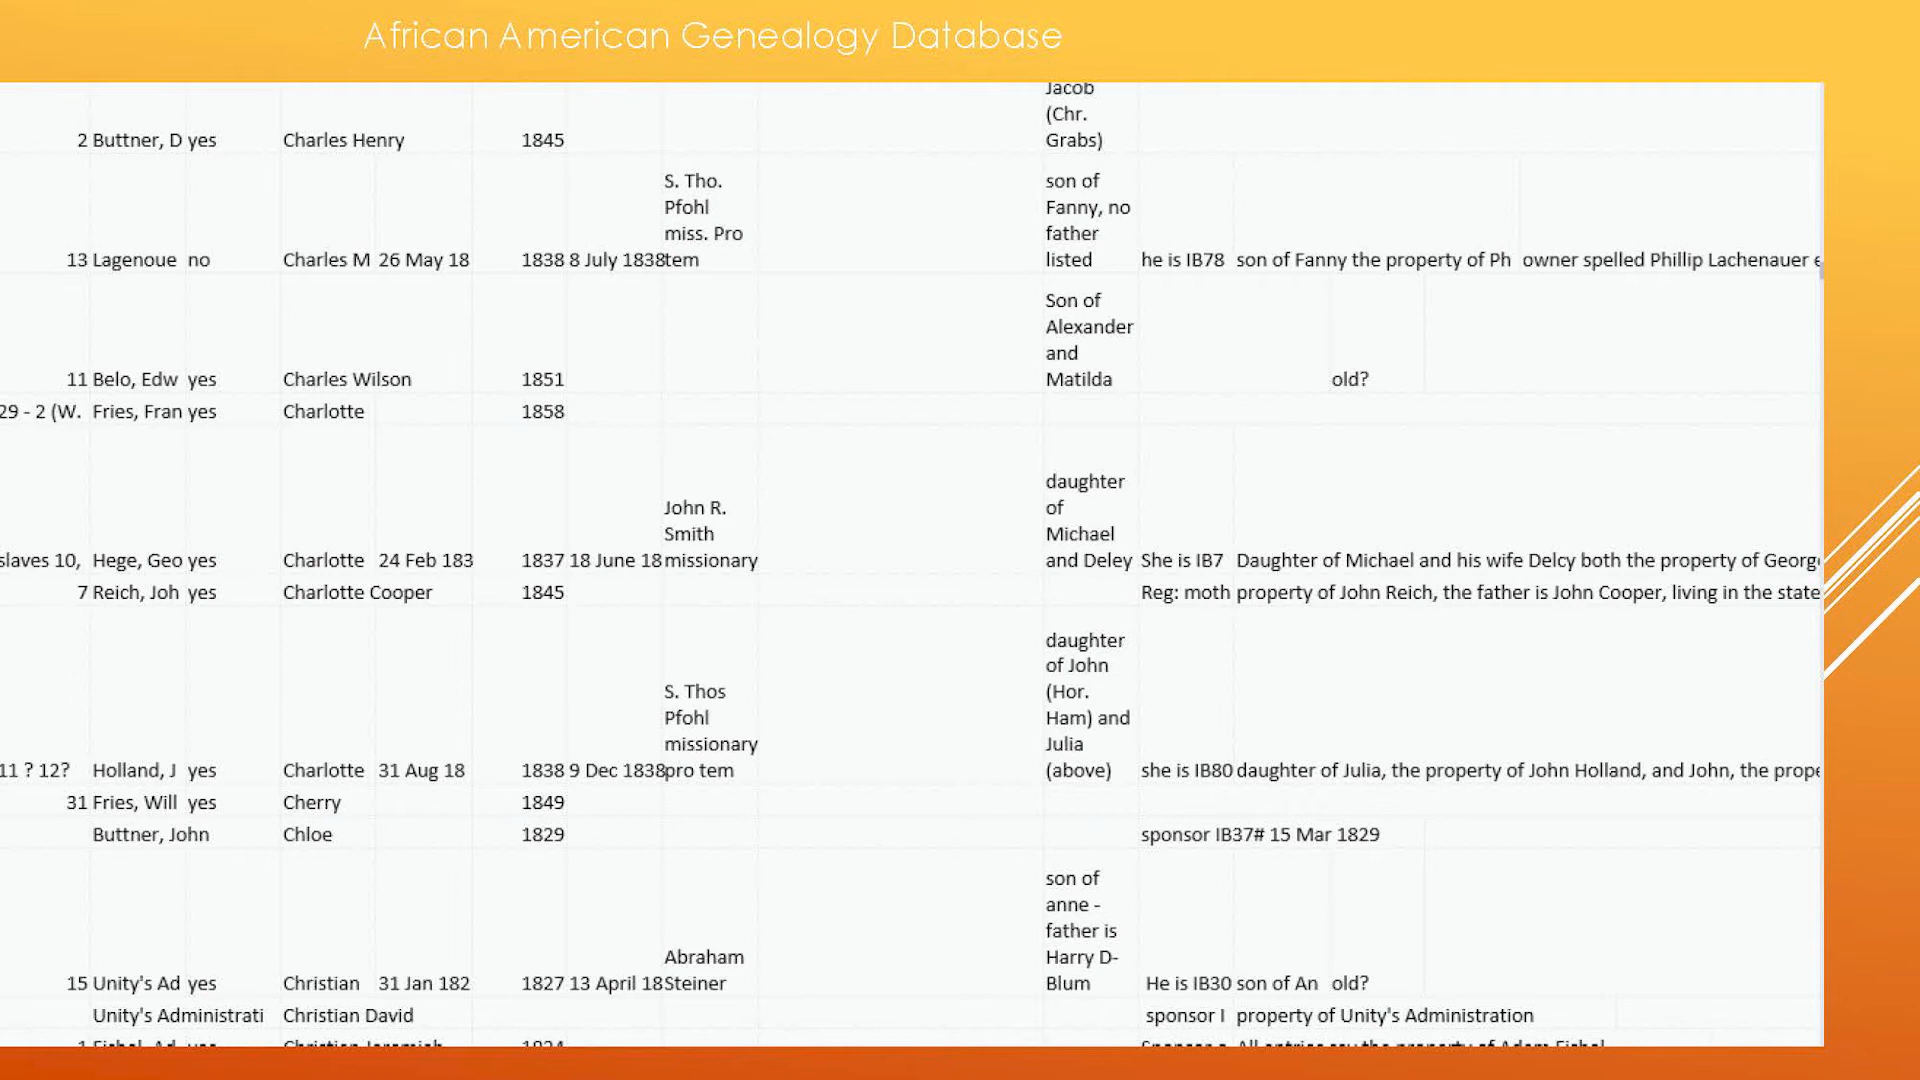 African American Genealogy Database
Jacob
(Chr.
2 Buttner, D yes Charles Henry 1845 Grabs)
S. Tho. son of
Pfohl Fanny, no
miss. Pro father
13 Lagenoue no Charles M 26 May 18 1838 8 July 1838 tem listed he is IB78 son of Fanny the property of Ph owner spelled Phillip Lachenauer e
Son of
Alexander
and
11 Belo, Edw yes Charles Wilson 1851 Matilda old?
29 - 2 (W. Fries, Fran yes Charlotte 1858
daughter
John R. of
Smith Michael
slaves 10, Hege, Geo yes Charlotte 24 Feb 183 1837 18 June 18 missionary and Deley She is IB7 Daughter of Michael and his wife Delcy both the property of Georg
7 Reich, Joh yes Charlotte Cooper 1845 Reg: moth property of John Reich, the father is John Cooper, living in the state
daughter
of John
S. Thos (Hor.
Pfohl Ham) and
missionary Julia
11 ? 12? Holland, J yes Charlotte 31 Aug 18 1838 9 Dec 1838 pro tem (above) she is IB80 daughter of Julia, the property of John Holland, and John, the prope
31 Fries, Will yes Cherry 1849
Buttner, John Chloe 1829 sponsor IB37# 15 Mar 1829
son of
anne -
father is
Abraham Harry D-
15 Unity's Ad yes Christian 31 Jan 182 1827 13 April 18 Steiner Blum He is IB30 son of An old?
Unity's Administrati Christian David sponsor I property of Unity's Administration